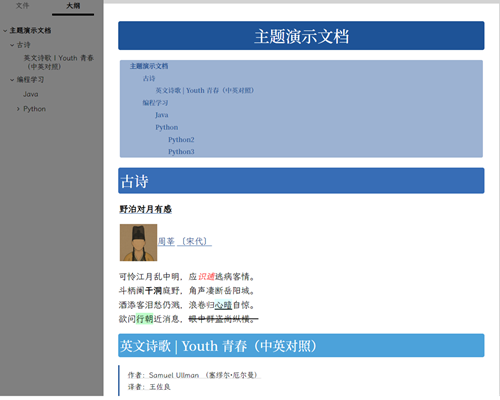 文件 大纲
主题演示文档
古诗
英文诗歌 | Youth 青春
（中英对照）
编程学习
Java
Python
主题演示文档
主题演示文档
古诗
英文诗歌 | Youth 青春（中英对照）
编程学习
Java
Python
Python2
Python3
古诗
野泊对月有感
周莘 〔宋代〕
可怜江月乱中明，应识逋逃病客情。
斗柄阑干洞庭野，角声凄断岳阳城。
酒添客泪愁仍溅，浪卷归心暗自惊。
欲问行朝近消息，眼中群盗尚纵横。
英文诗歌 | Youth 青春（中英对照）
作者：Samuel Ullman （塞缪尔·厄尔曼）
译者：王佐良